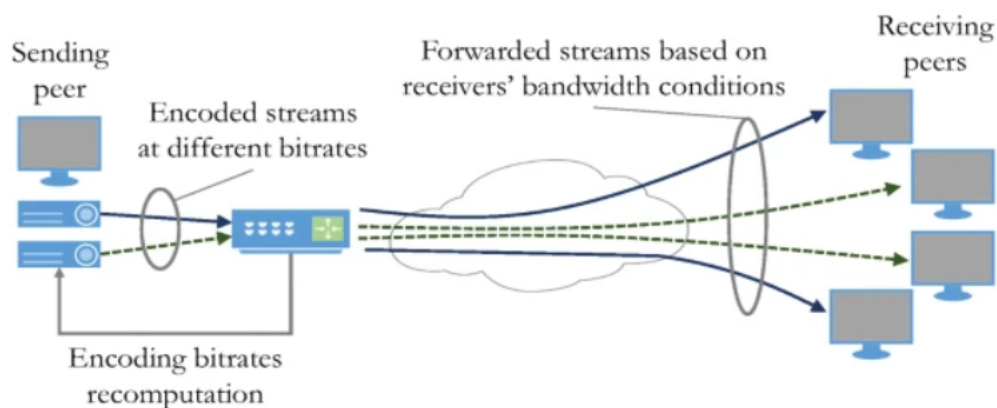 Sending
peer
Encoded streams
at different bitrates
Forwarded streams based on
receivers' bandwidth conditions
Receiving
peers
Encoding bitrates
recomputation